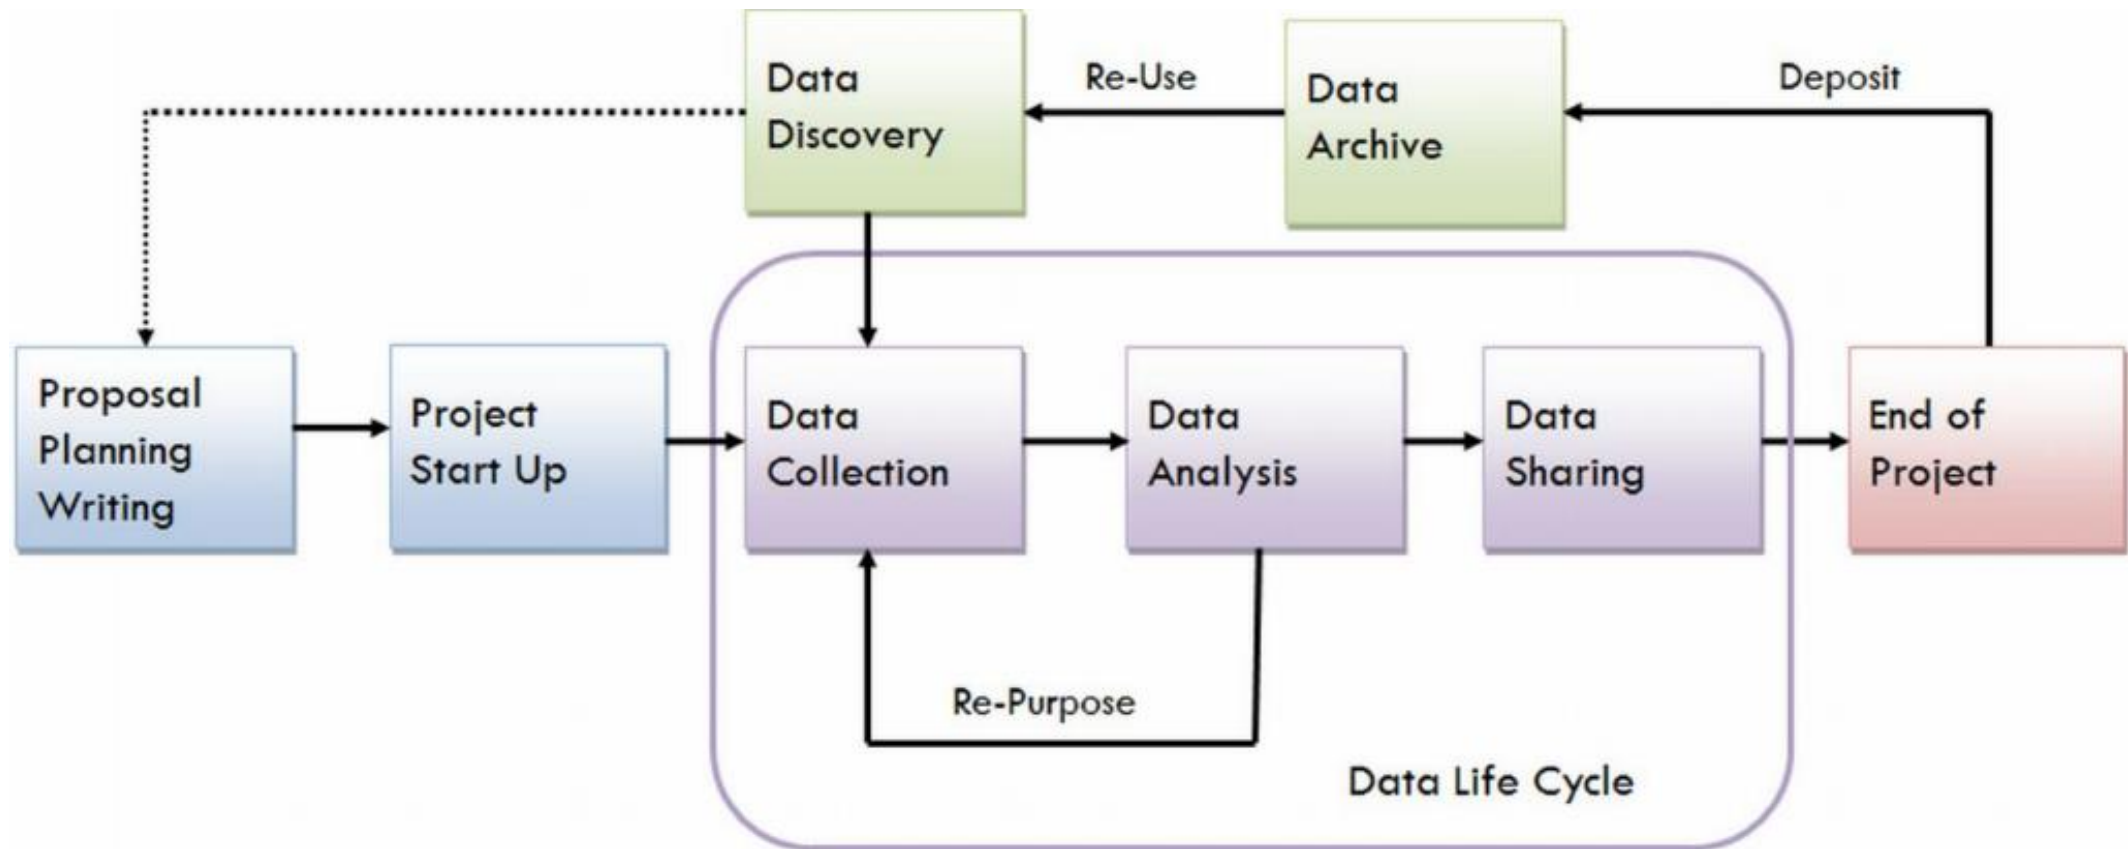 Data
Discovery
Re-Use
Data
Archive
Deposit
Proposal
Planning
Writing
Project
Start Up
Data
Collection
Data
Analysis
Data
Sharing
End of
Project
Re-Purpose
Data Life Cycle